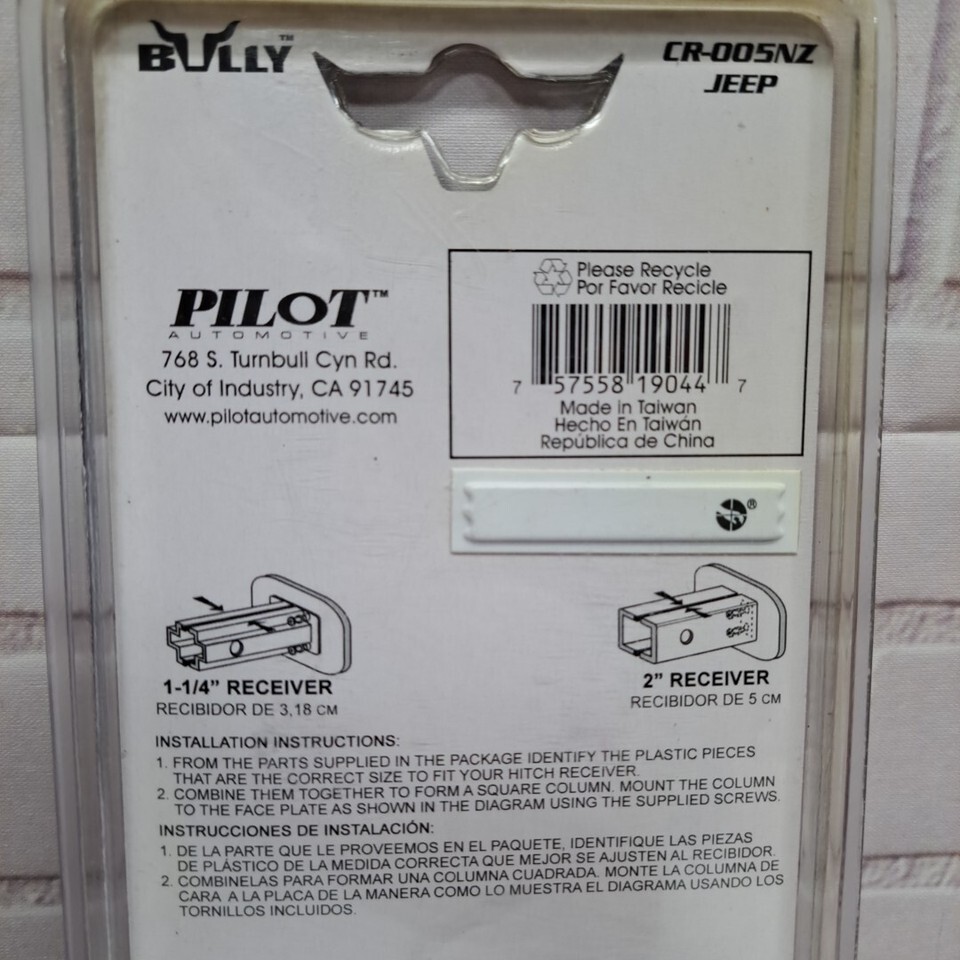 BULLY™
CR-005NZ
JEEP
Please Recycle
Por Favor Recicle
7 57558 19044 7
Made in Taiwan
Hecho En Taiwán
República de China
PILOT™
AUTOMOTIVE
768 S. Turnbull Cyn Rd.
City of Industry, CA 91745
www.pilotautomotive.com
®
1-1/4” RECEIVER
RECIBIDOR DE 3,18 CM
2” RECEIVER
RECIBIDOR DE 5 CM
INSTALLATION INSTRUCTIONS:
1. FROM THE PARTS SUPPLIED IN THE PACKAGE IDENTIFY THE PLASTIC PIECES
THAT ARE THE CORRECT SIZE TO FIT YOUR HITCH RECEIVER.
2. COMBINE THEM TOGETHER TO FORM A SQUARE COLUMN. MOUNT THE COLUMN
TO THE FACE PLATE AS SHOWN IN THE DIAGRAM USING THE SUPPLIED SCREWS.
INSTRUCCIONES DE INSTALACIÓN:
1. DE LA PARTE QUE LE PROVEEMOS EN EL PAQUETE, IDENTIFIQUE LAS PIEZAS
DE PLÁSTICO DE LA MEDIDA CORRECTA QUE MEJOR SE AJUSTEN AL RECIBIDOR.
2. COMBINELAS PARA FORMAR UNA COLUMNA CUADRADA. MONTE LA COLUMNA DE
CARA A LA PLACA DE LA MANERA COMO LO MUESTRA EL DIAGRAMA USANDO LOS
TORNILLOS INCLUIDOS.